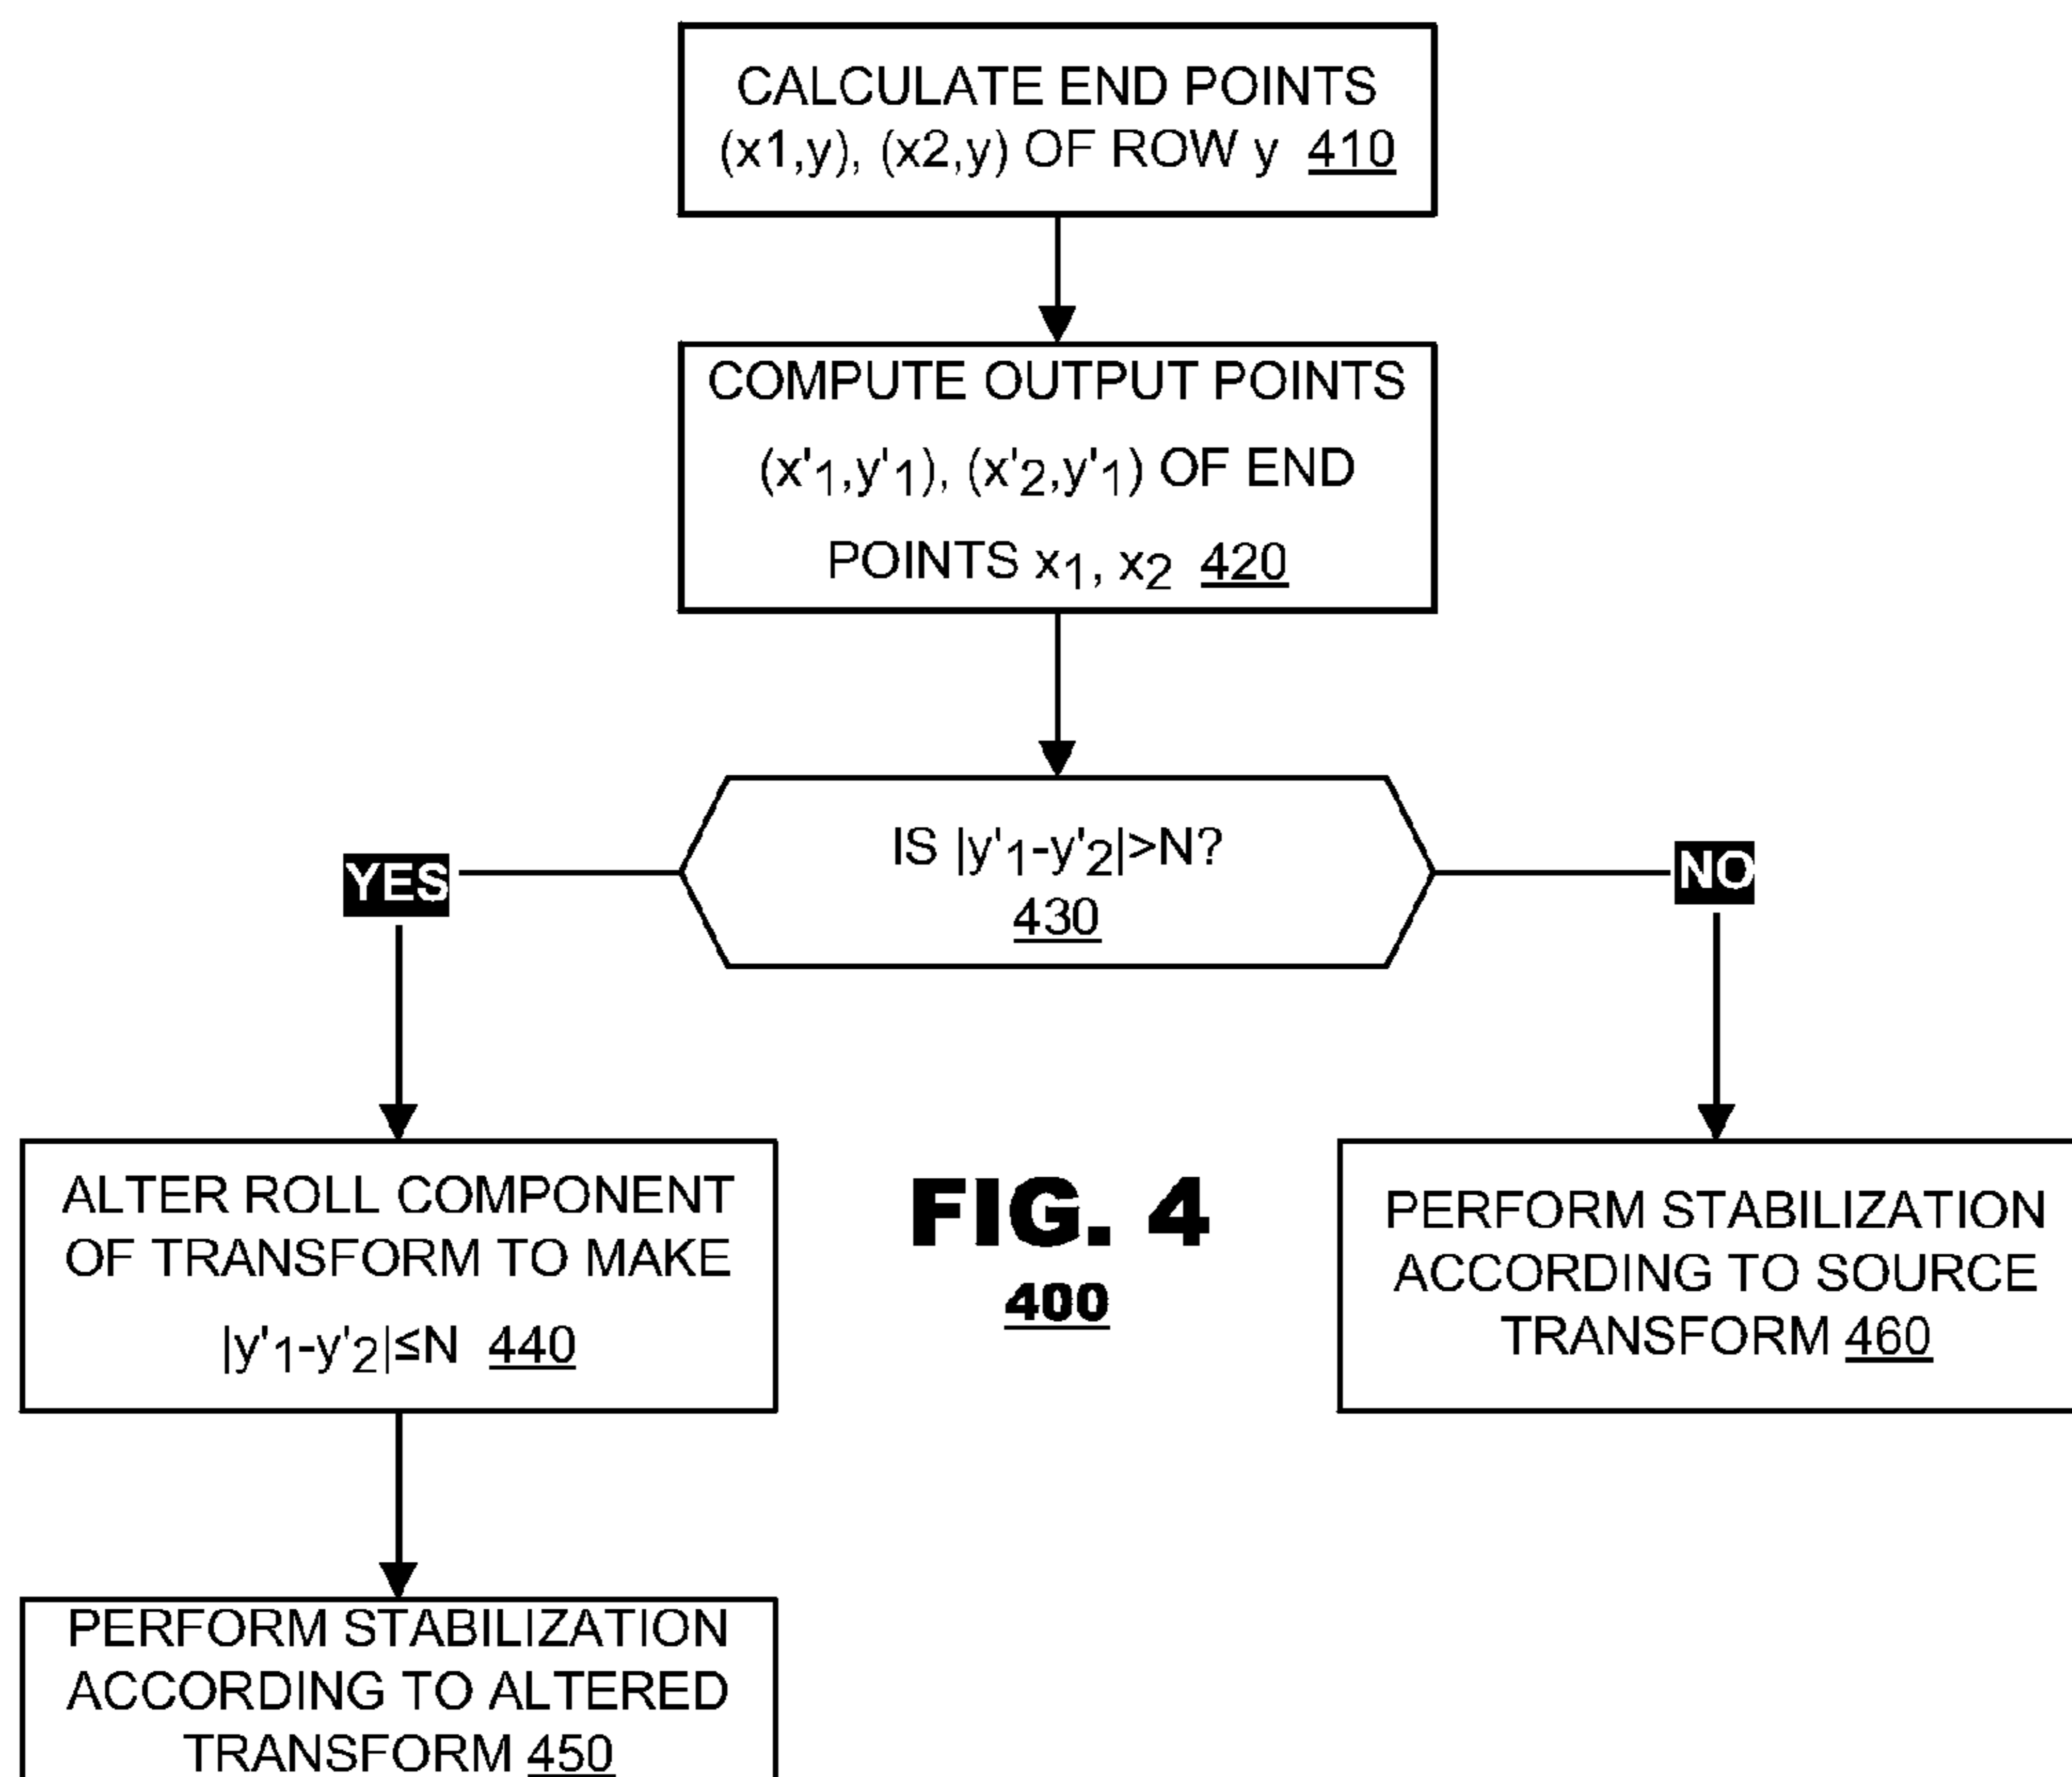 CALCULATE END POINTS
(x1,y), (x2,y) OF ROW y 410
COMPUTE OUTPUT POINTS
(x'1,y'1), (x'2,y'1) OF END
POINTS x1, x2 420
IS |y'1-y'2|>N?
430
YES
NO
ALTER ROLL COMPONENT
OF TRANSFORM TO MAKE
|y'1-y'2|≤N 440
FIG. 4
400
PERFORM STABILIZATION
ACCORDING TO SOURCE
TRANSFORM 460
PERFORM STABILIZATION
ACCORDING TO ALTERED
TRANSFORM 450